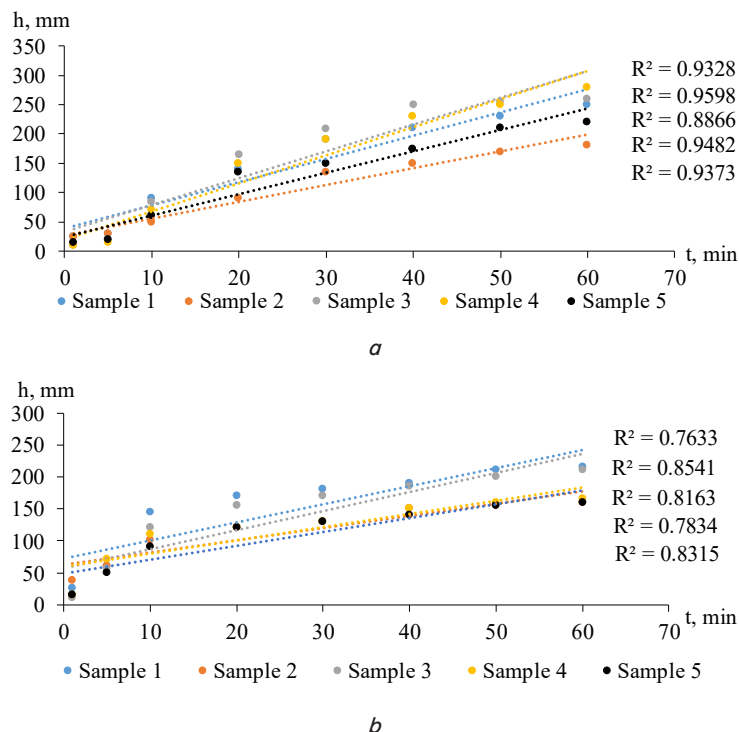 h, mm
350
300
250
200
150
100
50
0
R² = 0.9328
R² = 0.9598
R² = 0.8866
R² = 0.9482
R² = 0.9373
0 10 20 30 40 50 60 70
t, min
Sample 1 Sample 2 Sample 3 Sample 4 Sample 5
a
h, mm
300
250
200
150
100
50
0
R² = 0.7633
R² = 0.8541
R² = 0.8163
R² = 0.7834
R² = 0.8315
0 10 20 30 40 50 60 70
t, min
Sample 1 Sample 2 Sample 3 Sample 4 Sample 5
b